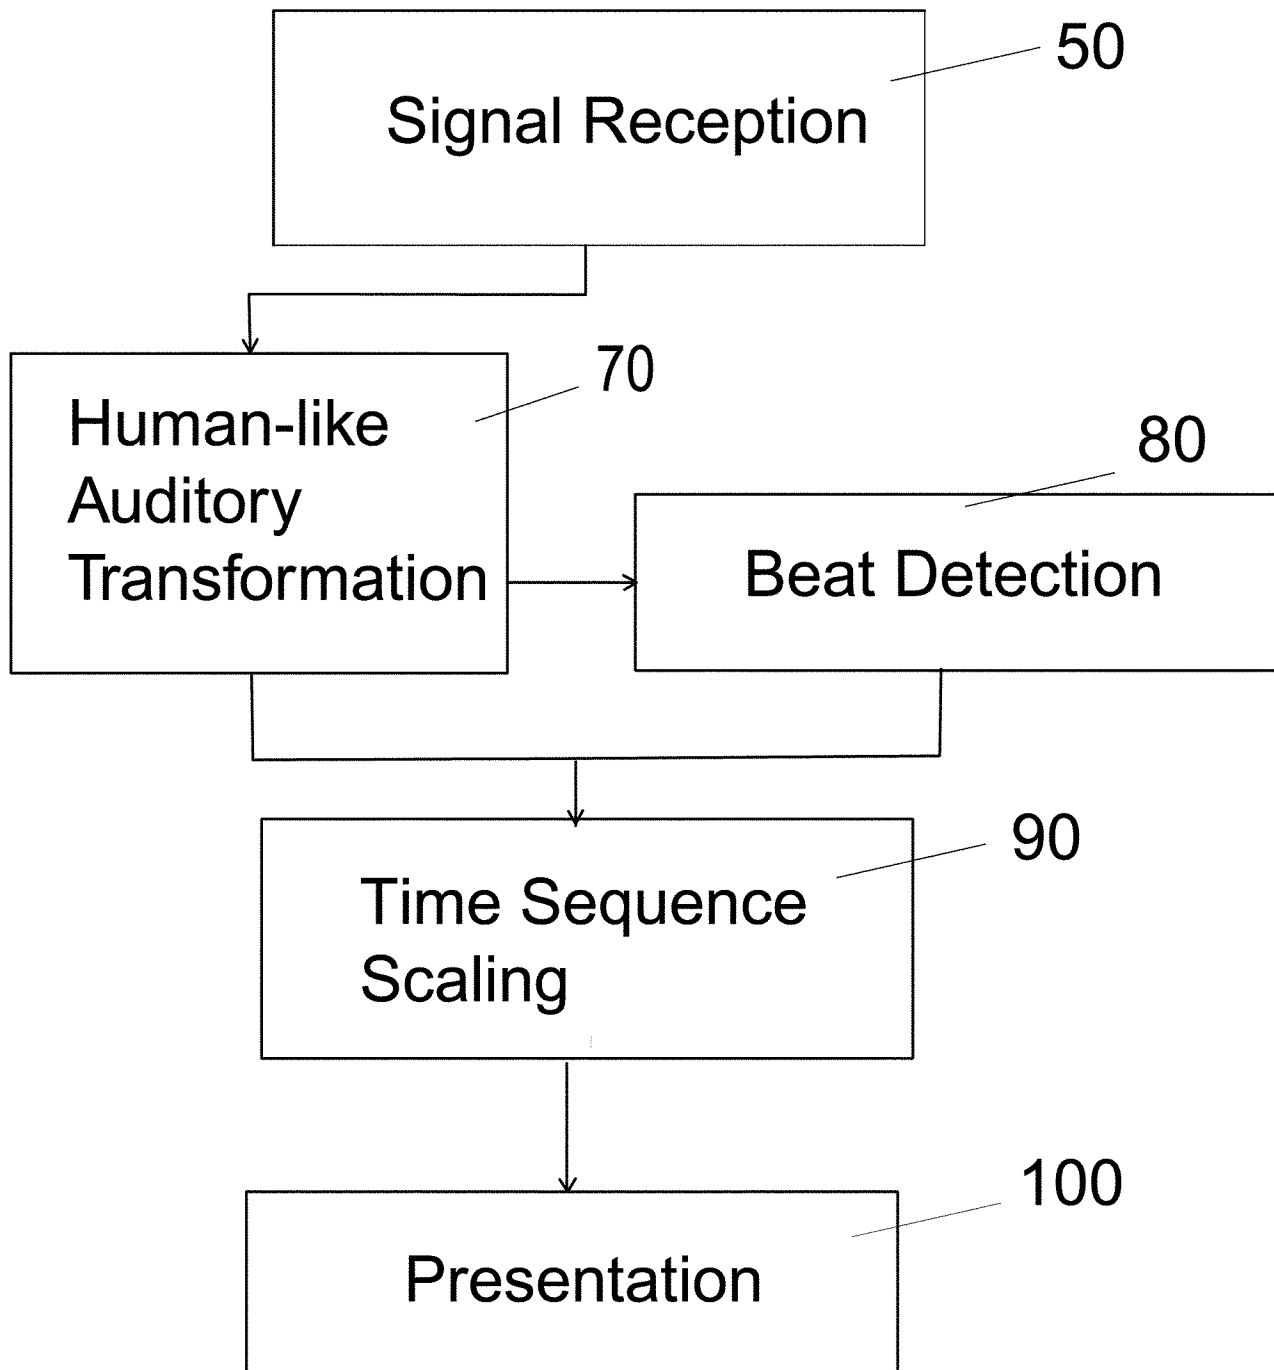 50
Signal Reception
70
Human-like
Auditory
Transformation
80
Beat Detection
90
Time Sequence
Scaling
100
Presentation